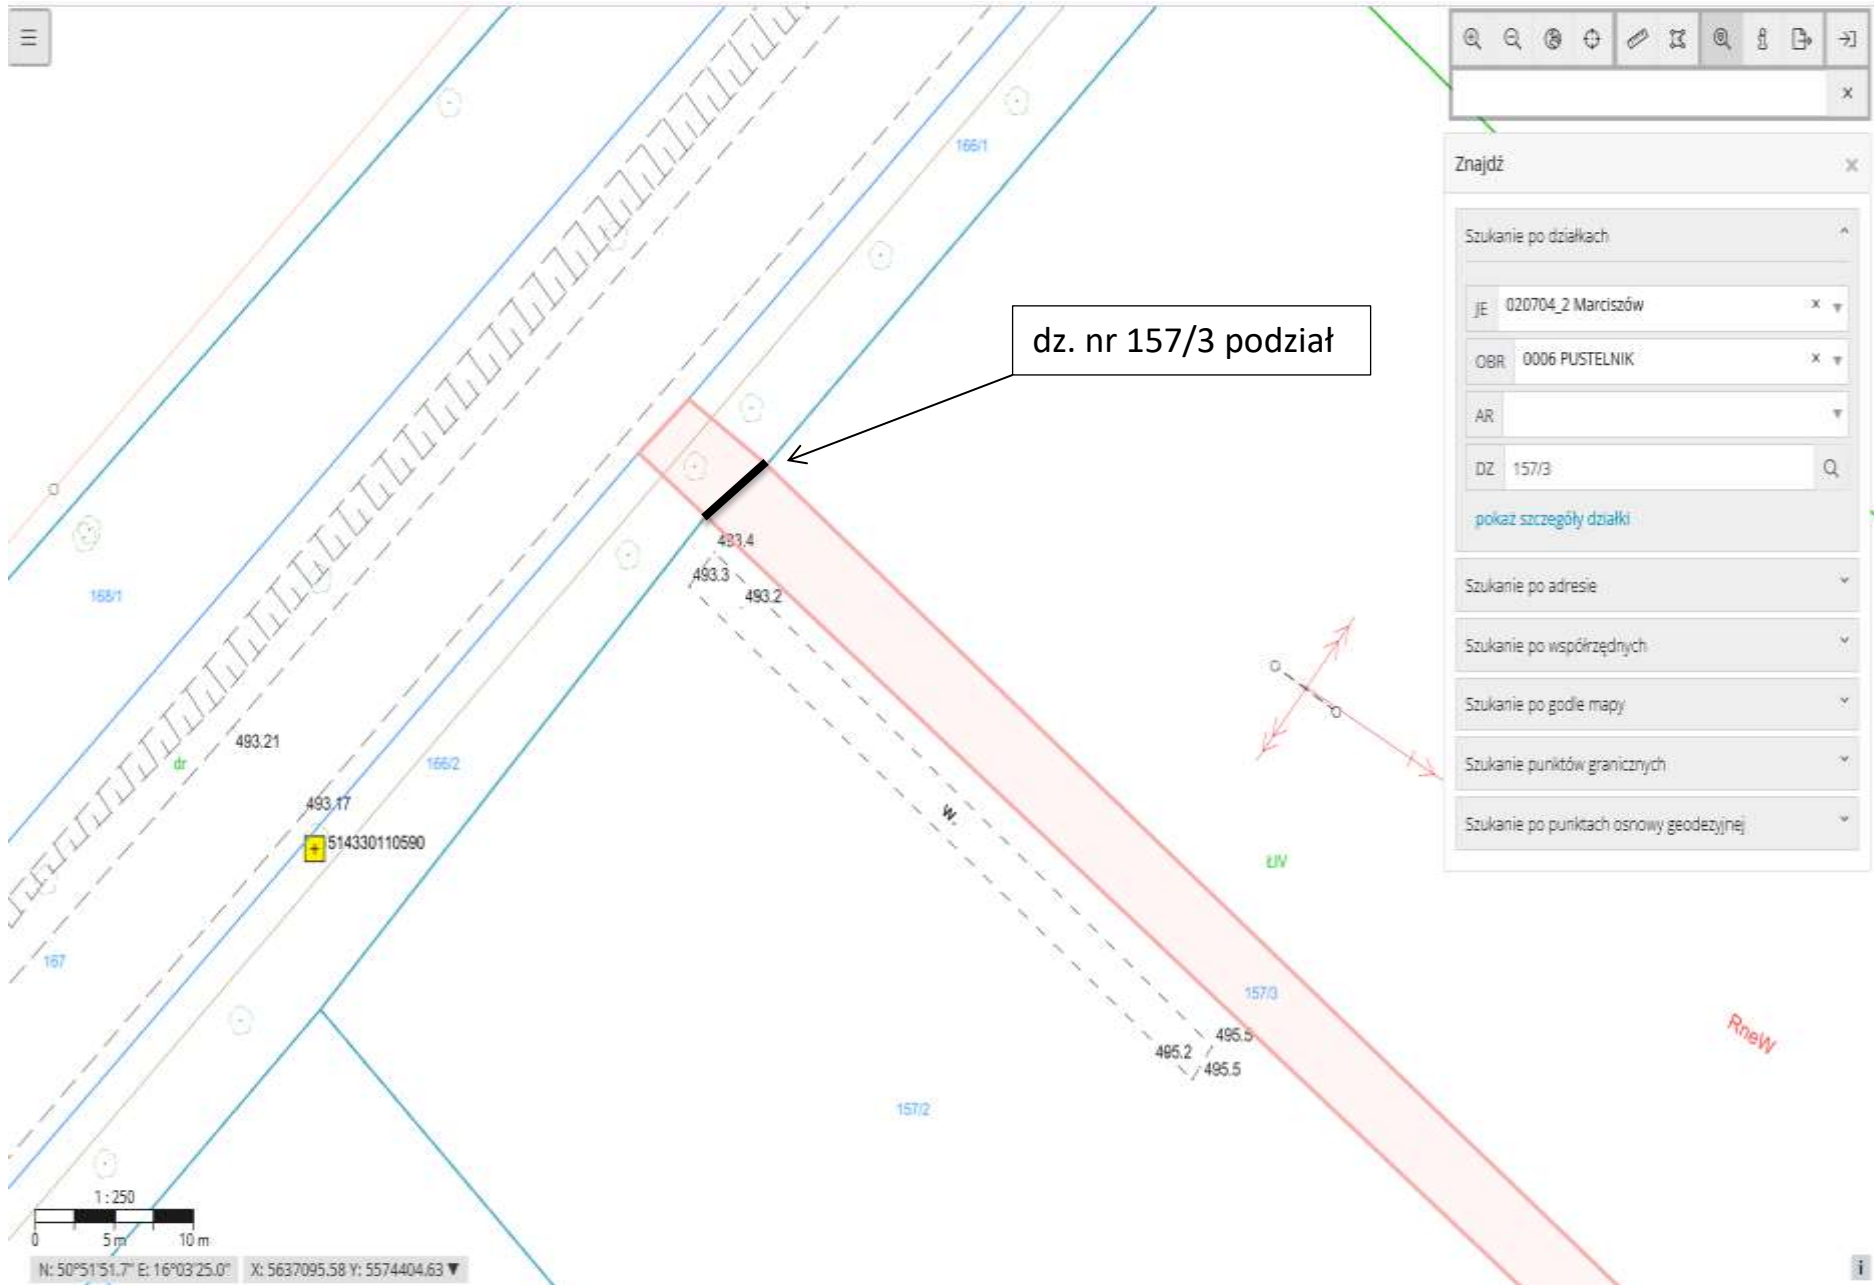 166/1
Znajdź
Szukanie po działkach
JE 020704_2 Marciszów x
OBR 0006 PUSTELNIK x
AR
DZ 157/3
pokaż szczegóły działki
Szukanie po adresie
Szukanie po współrzędnych
Szukanie po godle mapy
Szukanie punktów granicznych
Szukanie po punktach osnowy geodezyjnej
dz. nr 157/3 podział
493.4
493.3
493.2
168/1
493.21
dr
166/2
493.17
514330110590
w.
ŁIV
167
157/3
RneW
495.5
495.2
495.5
157/2
1 : 250
0 5 m 10 m
N: 50°51'51.7" E: 16°03'25.0" X: 5637095.58 Y: 5574404.63 ▼
i